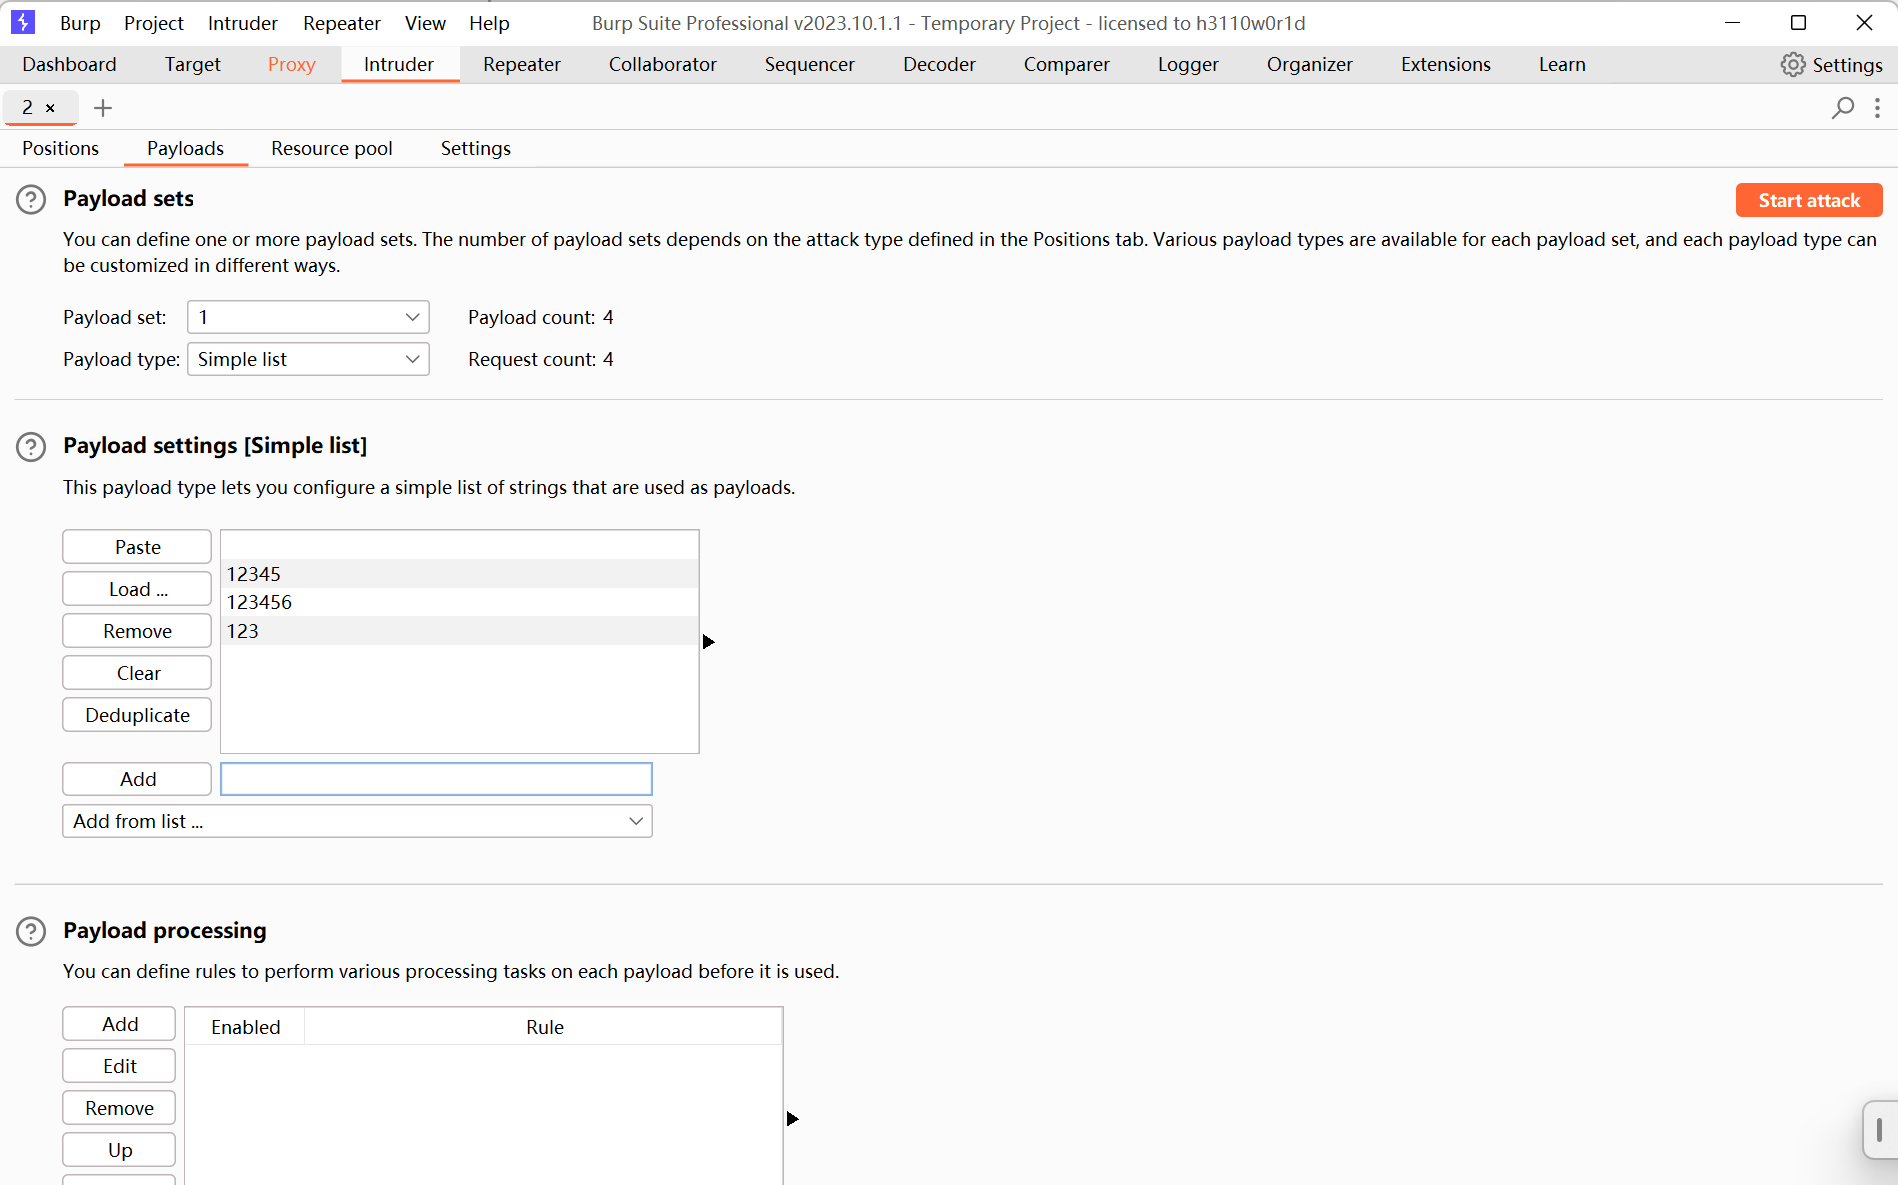 Burp Project Intruder Repeater View Help Burp Suite Professional v2023.10.1.1 - Temporary Project - licensed to h3110w0r1d
Dashboard Target Proxy Intruder Repeater Collaborator Sequencer Decoder Comparer Logger Organizer Extensions Learn Settings
2 × +
Positions Payloads Resource pool Settings
? Payload sets Start attack
You can define one or more payload sets. The number of payload sets depends on the attack type defined in the Positions tab. Various payload types are available for each payload set, and each payload type can
be customized in different ways.
Payload set: 1 Payload count: 4
Payload type: Simple list Request count: 4
? Payload settings [Simple list]
This payload type lets you configure a simple list of strings that are used as payloads.
Paste
12345
Load ...
123456
Remove 123
Clear
Deduplicate
Add
Add from list ...
? Payload processing
You can define rules to perform various processing tasks on each payload before it is used.
Add Enabled Rule
Edit
Remove
Up